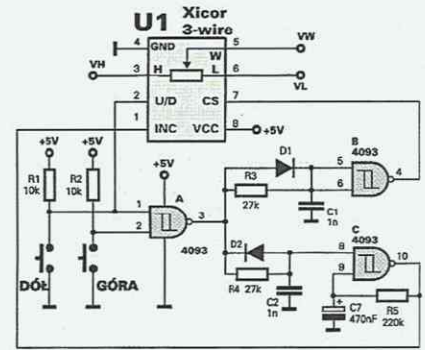 U1 Xicor
3-wire
4 GND
W 5 VW
VH 3 H L 6 VL
2 U/D CS 7
1 INC VCC 8 +5V
+5V +5V +5V
B
4093
R1 10k
R2 10k
D1
5
6
4
R3
27k
A
1
2
3
4093
C1
1n
C
4093
D2
8
9
10
DÓŁ GÓRA
R4 27k
C2
1n
+
C7
470nF
R5
220k